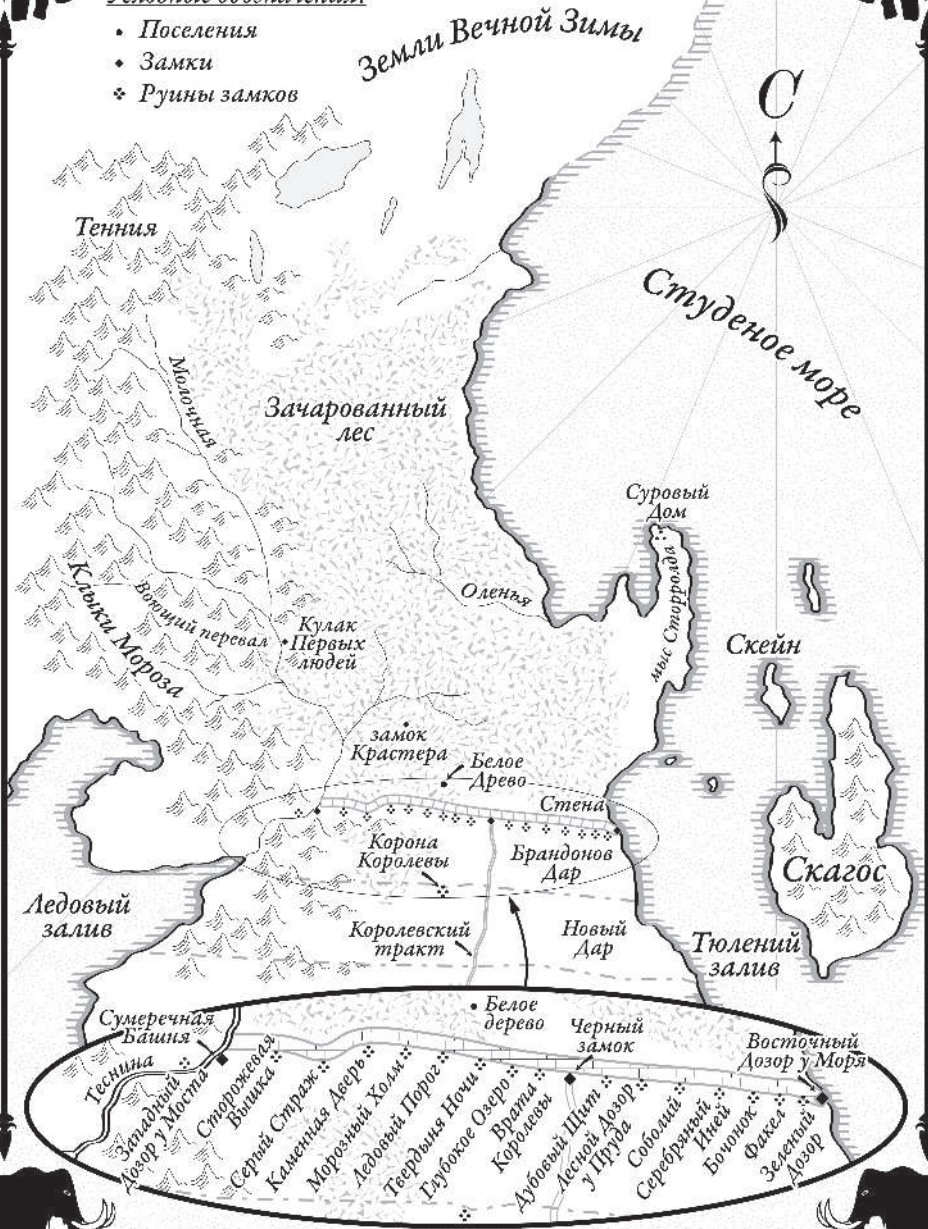 Условные обозначения:
Поселения
Замки
Руины замков
Земли Вечной Зимы
С
Тенния
Студеное море
Молочная
Зачарованный
лес
Суровый
Дом
мыс Сторролда
Оленья
Клыки Мороза
Воющий перевал
Кулак
Первых
людей
Скейн
замок
Крастера
Белое
Древо
Стена
Корона
Королевы
Брандонов
Дар
Скагос
Ледовый
залив
Королевский
тракт
Новый
Дар
Тюлений
залив
Белое
дерево
Сумеречная
Башня
Черный
замок
Восточный
Дозор у Моря
Теснина
Западный
Дозор у Моста
Сторожевая
Вышка
Серый Страж
Каменная Дверь
Морозный Холм
Ледовый Порог
Твердыня Ночи
Глубокое Озеро
Врата
Королевы
Дубовый Щит
Лесной Дозор
у Пруда
Соболий
Серебряный
Иней
Бочонок
Факел
Зеленый
Дозор